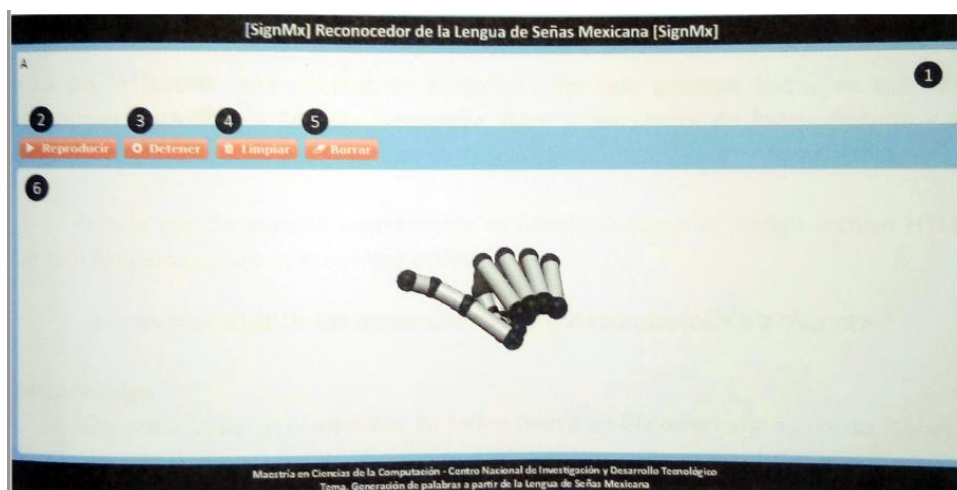 [SignMx] Reconocedor de la Lengua de Señas Mexicana [SignMx]
A
1
2 3 4 5
Reproducir Detener Limpiar Borrar
6
Maestría en Ciencias de la Computación - Centro Nacional de Investigación y Desarrollo Tecnológico
Tema. Generación de palabras a partir de la Lengua de Señas Mexicana